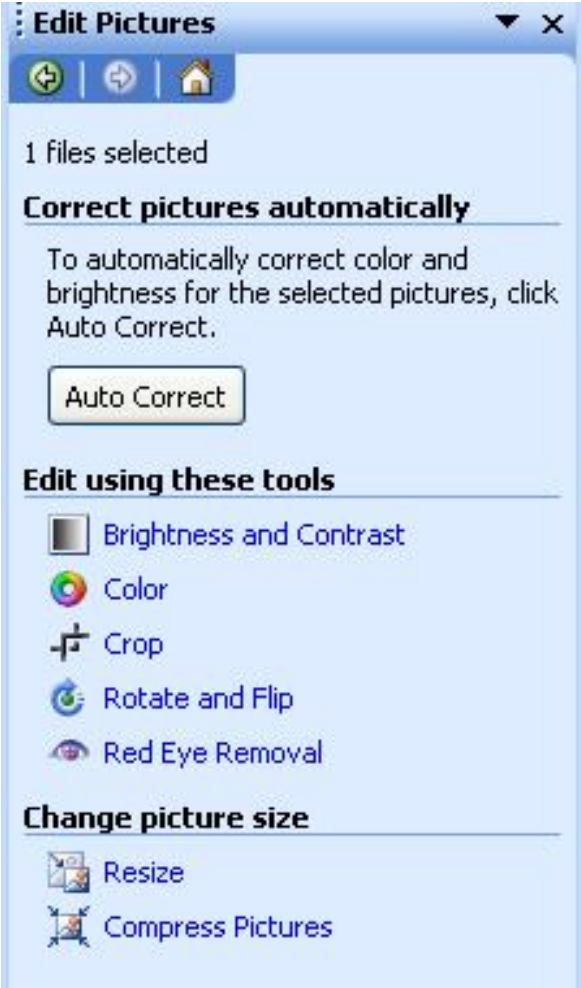 Edit Pictures
1 files selected
Correct pictures automatically
To automatically correct color and
brightness for the selected pictures, click
Auto Correct.
Auto Correct
Edit using these tools
Brightness and Contrast
Color
Crop
Rotate and Flip
Red Eye Removal
Change picture size
Resize
Compress Pictures